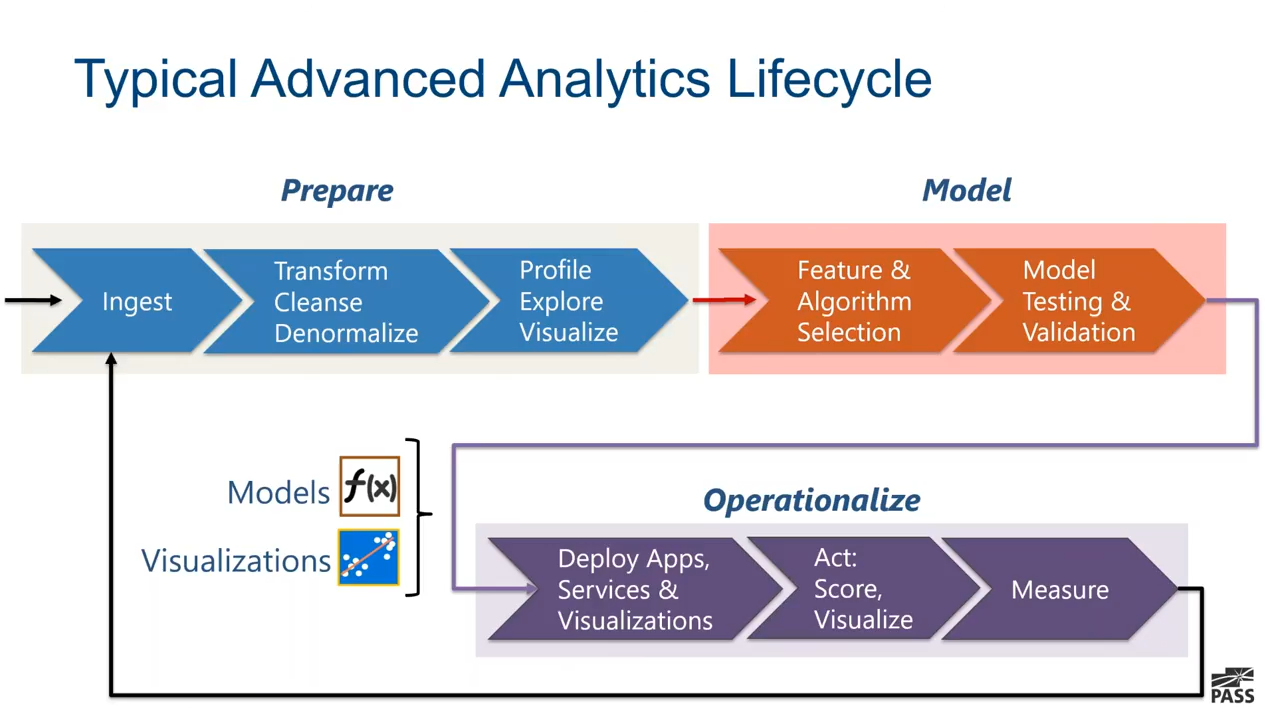 Typical Advanced Analytics Lifecycle
Prepare
Model
Ingest
Transform
Cleanse
Denormalize
Profile
Explore
Visualize
Feature &
Algorithm
Selection
Model
Testing &
Validation
Models
f(x)
Visualizations
Operationalize
Deploy Apps,
Services &
Visualizations
Act:
Score,
Visualize
Measure
PASS